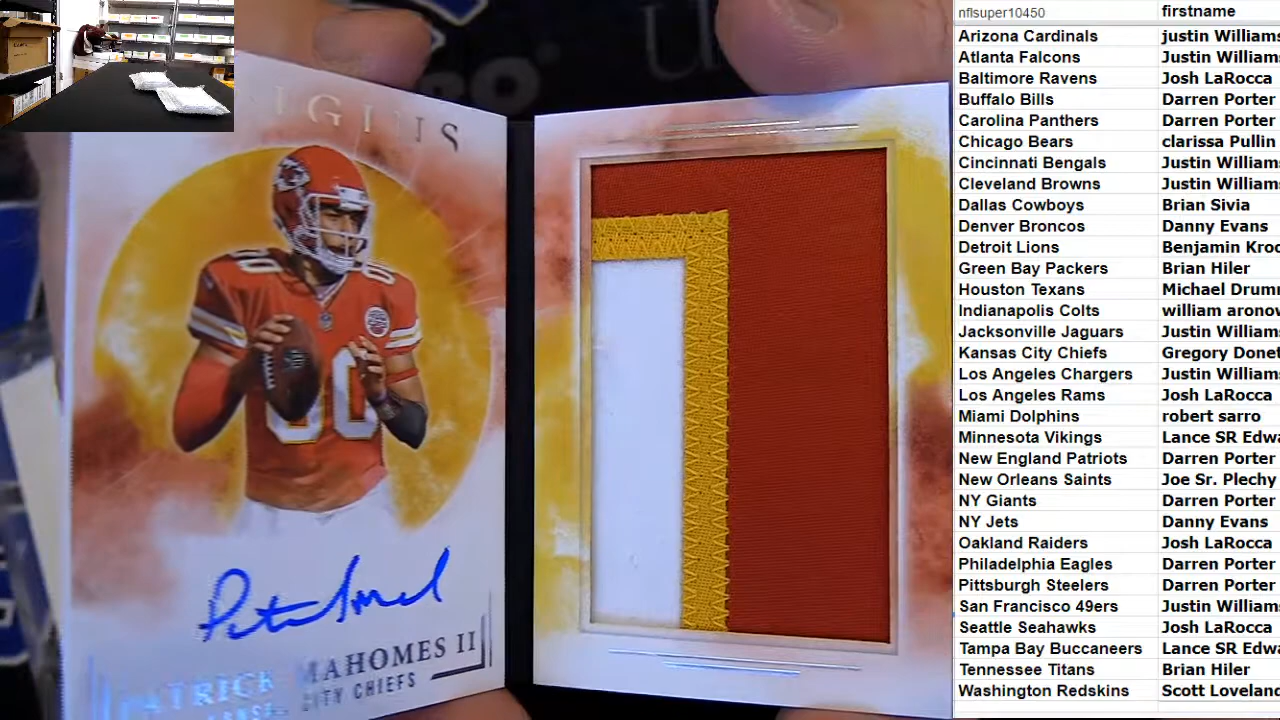 IGIUS
00
00
00
PATRICK MAHOMES II
CITY CHIEFS
nflsuper10450 firstname
Arizona Cardinals justin Williams
Atlanta Falcons Justin Williams
Baltimore Ravens Josh LaRocca
Buffalo Bills Darren Porter
Carolina Panthers Darren Porter
Chicago Bears clarissa Pullin
Cincinnati Bengals Justin Williams
Cleveland Browns Justin Williams
Dallas Cowboys Brian Sivia
Denver Broncos Danny Evans
Detroit Lions Benjamin Kroc
Green Bay Packers Brian Hiler
Houston Texans Michael Drumm
Indianapolis Colts william aronov
Jacksonville Jaguars Justin Williams
Kansas City Chiefs Gregory Donet
Los Angeles Chargers Justin Williams
Los Angeles Rams Josh LaRocca
Miami Dolphins robert sarro
Minnesota Vikings Lance SR Edwa
New England Patriots Darren Porter
New Orleans Saints Joe Sr. Plechy
NY Giants Darren Porter
NY Jets Danny Evans
Oakland Raiders Josh LaRocca
Philadelphia Eagles Darren Porter
Pittsburgh Steelers Darren Porter
San Francisco 49ers Justin Williams
Seattle Seahawks Josh LaRocca
Tampa Bay Buccaneers Lance SR Edwa
Tennessee Titans Brian Hiler
Washington Redskins Scott Loveland